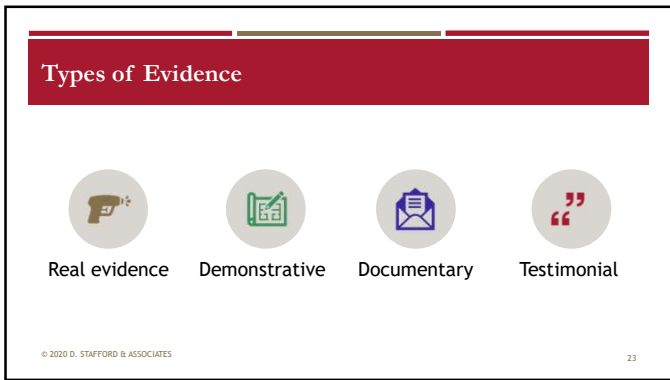 Types of Evidence
Real evidence Demonstrative Documentary Testimonial
© 2020 D. STAFFORD & ASSOCIATES 23